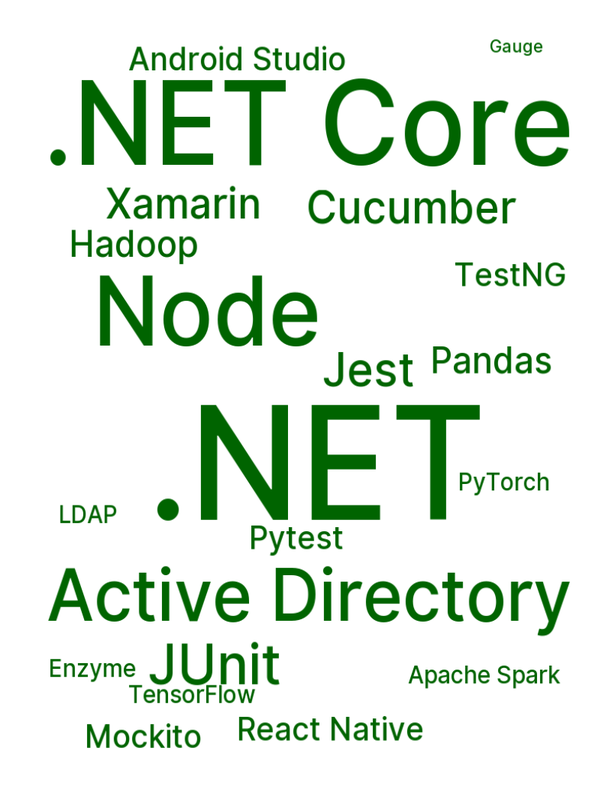 Gauge
Android Studio
.NET Core
Xamarin
Cucumber
Hadoop
TestNG
Node
Jest
Pandas
.NET
PyTorch
LDAP
Pytest
Active Directory
JUnit
Enzyme
Apache Spark
TensorFlow
Mockito
React Native